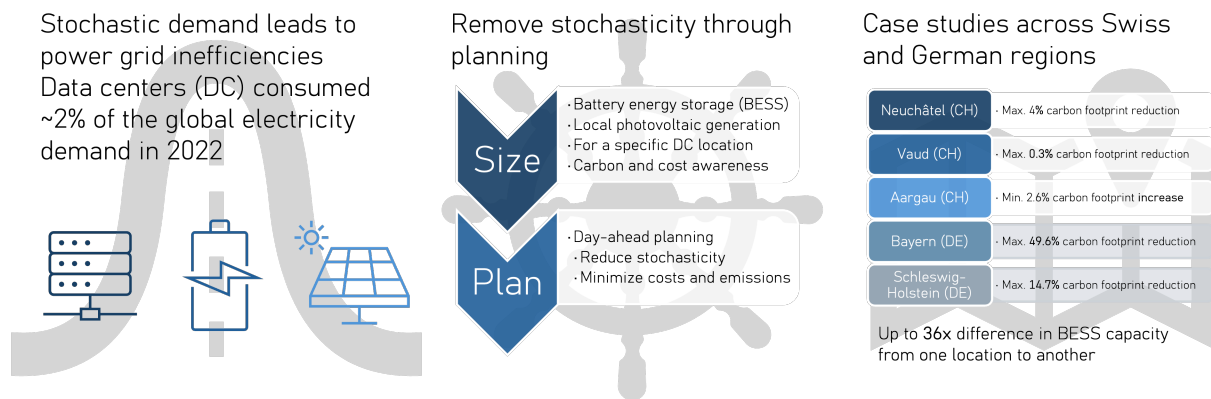 Stochastic demand leads to
power grid inefficiencies
Data centers (DC) consumed
~2% of the global electricity
demand in 2022
Remove stochasticity through
planning
Size
· Battery energy storage (BESS)
· Local photovoltaic generation
· For a specific DC location
· Carbon and cost awareness
Plan
· Day-ahead planning
· Reduce stochasticity
· Minimize costs and emissions
Case studies across Swiss
and German regions
Neuchâtel (CH)
· Max. 4% carbon footprint reduction
Vaud (CH)
· Max. 0.3% carbon footprint reduction
Aargau (CH)
· Min. 2.6% carbon footprint increase
Bayern (DE)
· Max. 49.6% carbon footprint reduction
Schleswig-
Holstein (DE)
· Max. 14.7% carbon footprint reduction
Up to 36x difference in BESS capacity
from one location to another